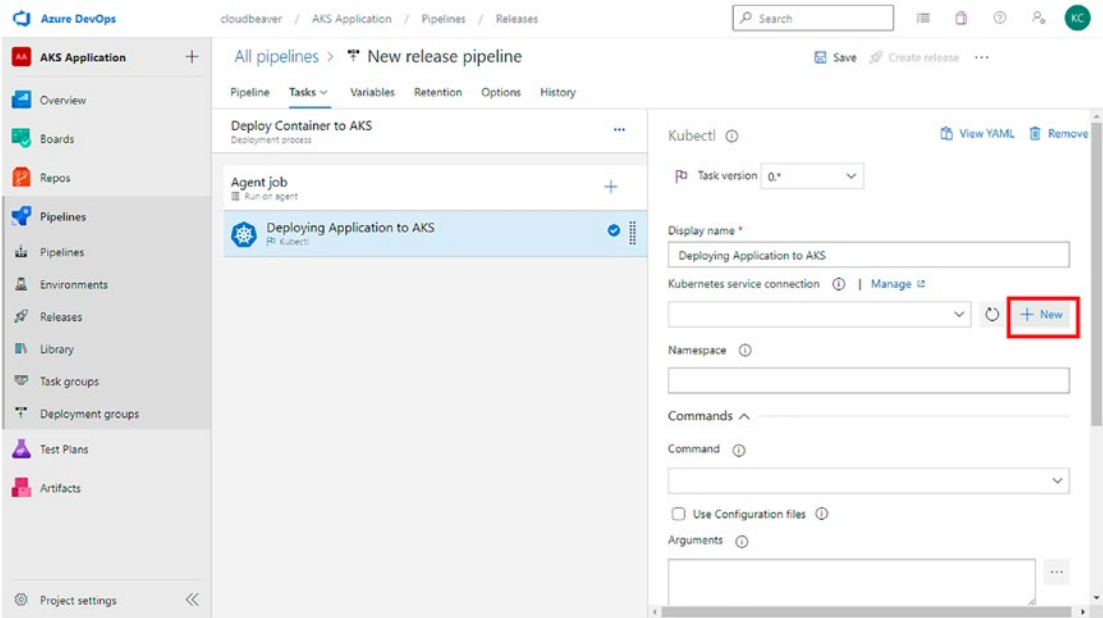 Azure DevOps
cloudbeaver / AKS Application / Pipelines / Releases
Search
KC
AA AKS Application
Overview
Boards
Repos
Pipelines
Pipelines
Environments
Releases
Library
Task groups
Deployment groups
Test Plans
Artifacts
Project settings
All pipelines > New release pipeline
Save Create release ...
Pipeline Tasks Variables Retention Options History
Deploy Container to AKS
Deployment process
...
Agent job
Run on agent
Deploying Application to AKS
Kubectl
Kubectl
View YAML Remove
Task version 0.*
Display name *
Deploying Application to AKS
Kubernetes service connection | Manage
+ New
Namespace
Commands
Command
Use Configuration files
Arguments
...